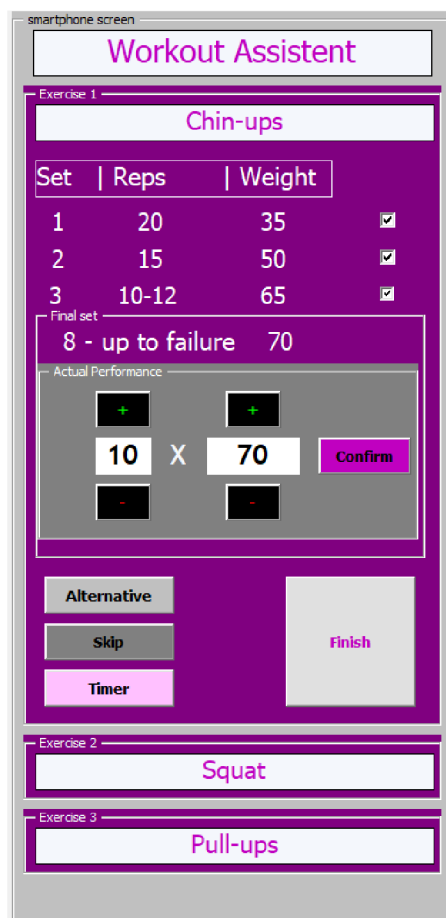 smartphone screen
Workout Assistent
Exercise 1
Chin-ups
Set | Reps | Weight
1 20 35
2 15 50
3 10-12 65
Final set
8 - up to failure 70
Actual Performance
+ +
10 X 70 Confirm
- -
Alternative
Skip
Finish
Timer
Exercise 2
Squat
Exercise 3
Pull-ups